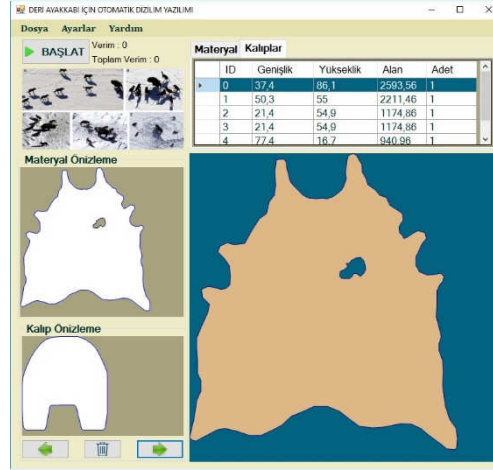 DERİ AYAKKABI İÇİN OTOMATİK DİZİLİM YAZILIMI
Dosya Ayarlar Yardım
BAŞLAT
Verim : 0
Toplam Verim : 0
Materyal Kalıplar
ID Genişlik Yükseklik Alan Adet
0 37,4 86,1 2593,56 1
1 50,3 55 2211,46 1
2 21,4 54,9 1174,86 1
3 21,4 54,9 1174,86 1
4 77,4 16,7 940,96 1
Materyal Önizleme
Kalıp Önizleme